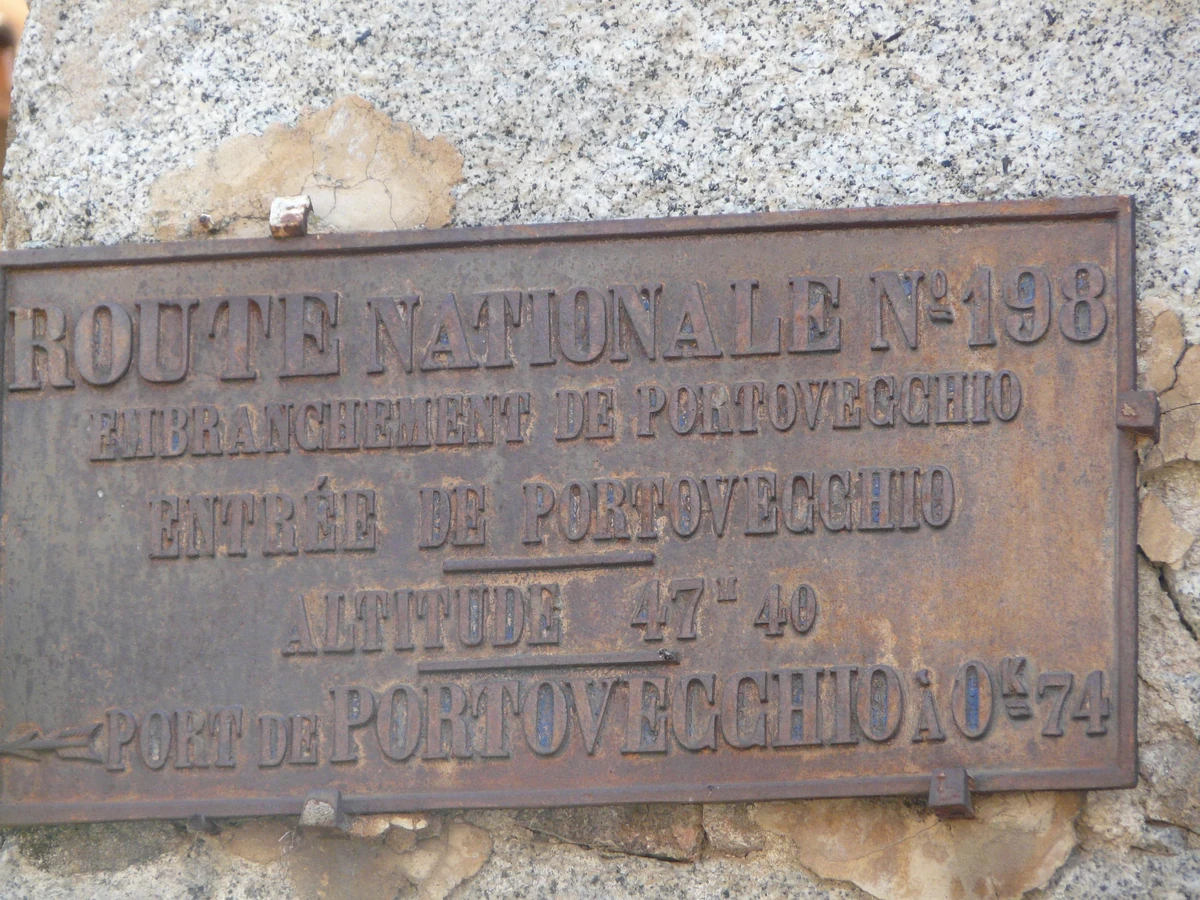 ROUTE NATIONALE Nº 198
EMBRANCHEMENT DE PORTOVECCHIO
ENTRÉE DE PORTOVECCHIO
ALTITUDE 47ᴹ 40
PORT DE PORTOVECCHIO À 0ᴷ 74